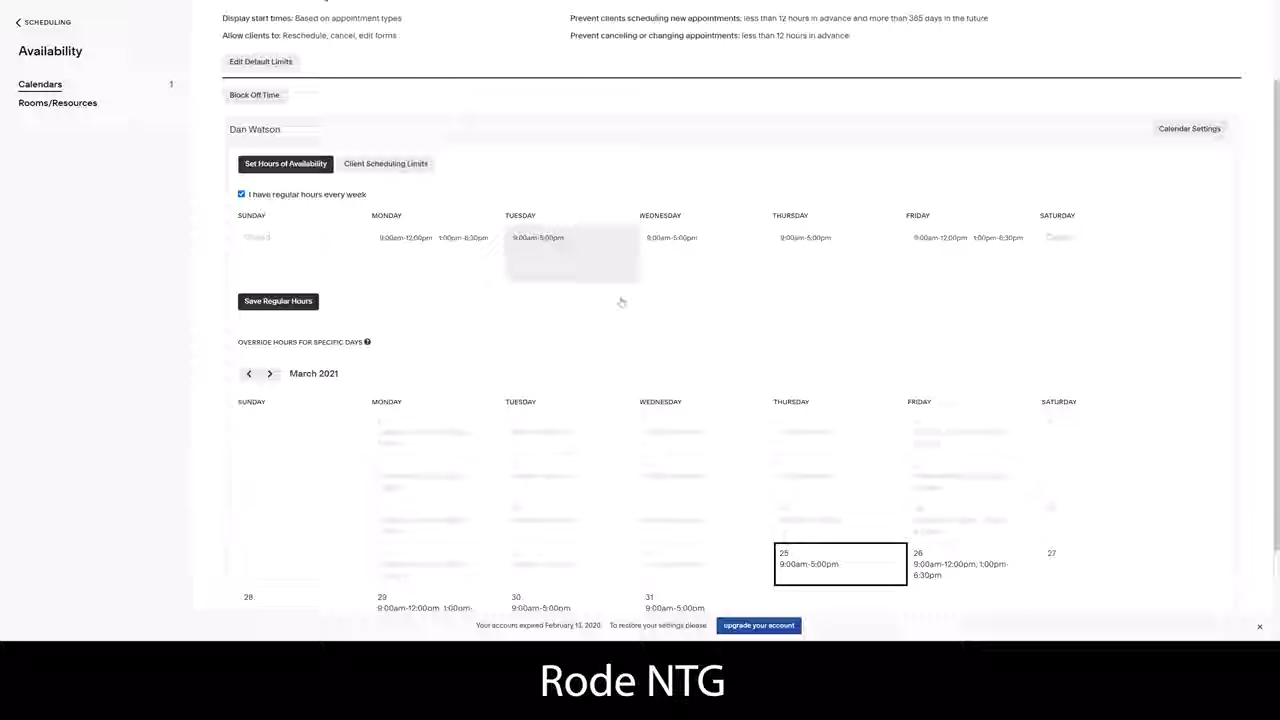 SCHEDULING
Availability
Calendars 1
Rooms/Resources
Display start times: Based on appointment types
Prevent clients scheduling new appointments: less than 12 hours in advance and more than 365 days in the future
Allow clients to: Reschedule, cancel, edit forms
Prevent canceling or changing appointments: less than 12 hours in advance
Edit Default Limits
Block Off Time
Dan Watson
Calendar Settings
Set Hours of Availability Client Scheduling Limits
I have regular hours every week
SUNDAY MONDAY TUESDAY WEDNESDAY THURSDAY FRIDAY SATURDAY
9:00am-12:00pm 1:00pm-6:30pm 9:00am-5:00pm 9:00am-5:00pm 9:00am-5:00pm 9:00am-12:00pm 1:00pm-6:30pm
Save Regular Hours
OVERRIDE HOURS FOR SPECIFIC DAYS
March 2021
SUNDAY MONDAY TUESDAY WEDNESDAY THURSDAY FRIDAY SATURDAY
25 26 27
9:00am-5:00pm 9:00am-12:00pm, 1:00pm-
6:30pm
28 29 30 31
9:00am-12:00pm, 1:00pm- 9:00am-5:00pm 9:00am-5:00pm
Your account expired February 13, 2020. To restore your settings please upgrade your account
Rode NTG